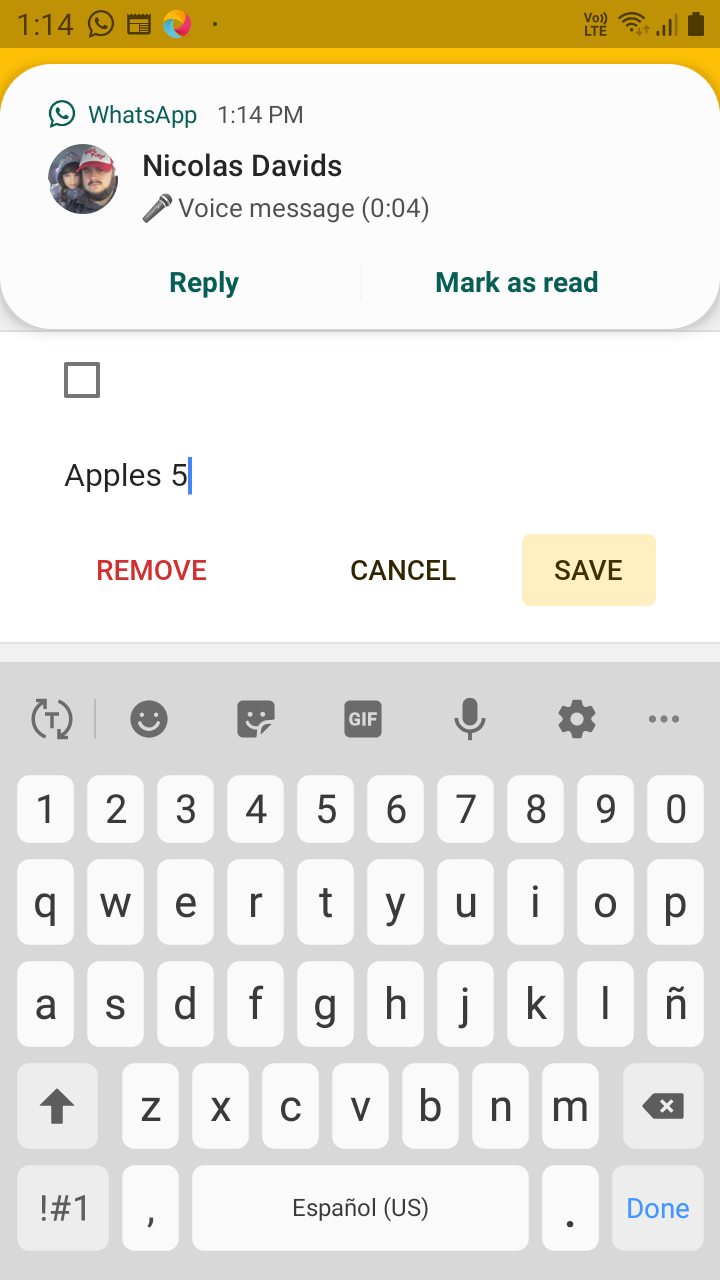 1:14
Vo)) LTE
WhatsApp 1:14 PM
Nicolas Davids
Voice message (0:04)
Reply Mark as read
Apples 5
REMOVE CANCEL SAVE
T GIF
1 2 3 4 5 6 7 8 9 0
q w e r t y u i o p
a s d f g h j k l ñ
z x c v b n m
!#1 , Español (US) . Done